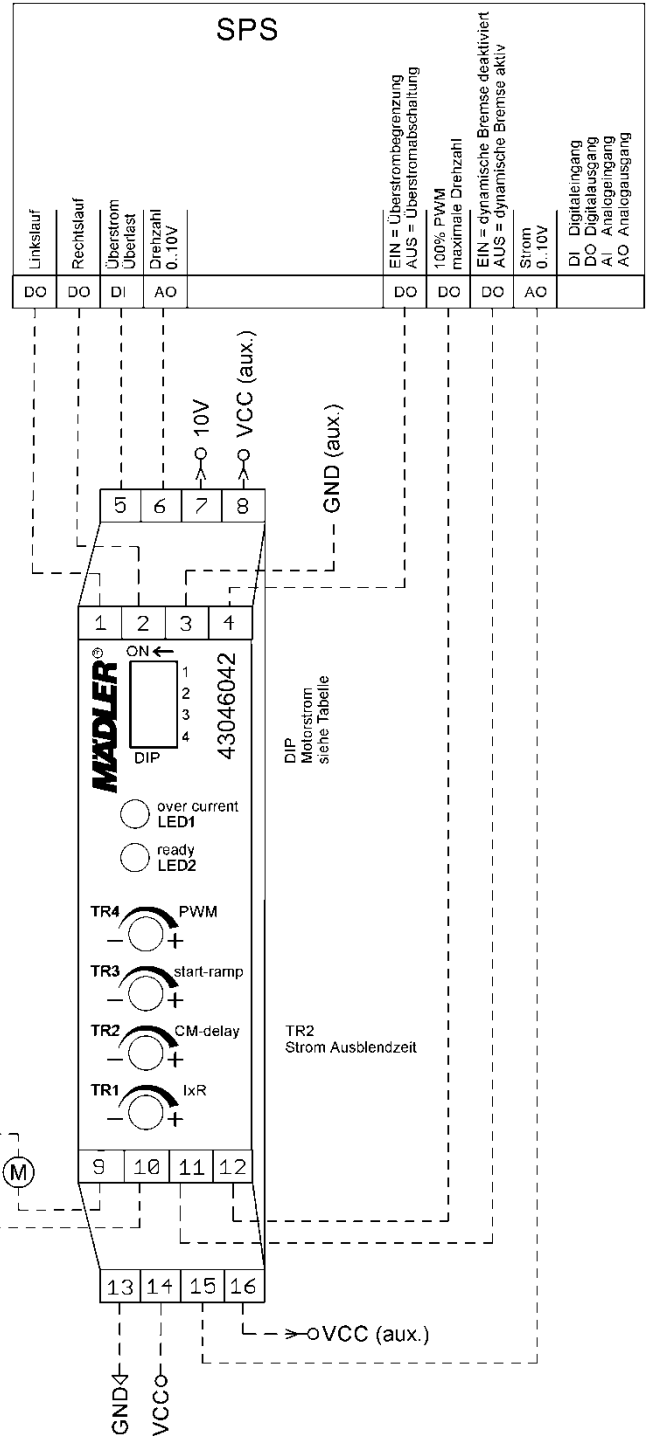 SPS
Linkslauf
Rechtslauf
Überstrom
Überlast
Drehzahl
0..10V
EIN = Überstrombegrenzung
AUS = Überstromabschaltung
100% PWM
maximale Drehzahl
EIN = dynamische Bremse deaktiviert
AUS = dynamische Bremse aktiv
Strom
0..10V
DI Digitaleingang
DO Digitalausgang
AI Analogeingang
AO Analogausgang
DO DO DI AO DO DO DO AO
10V
VCC (aux.)
GND (aux.)
5 6 7 8
1 2 3 4
MÄDLER®
ON
1
2
3
4
DIP
43046042
DIP
Motorstrom
siehe Tabelle
over current
LED1
ready
LED2
TR4 PWM
- +
TR3 start-ramp
- +
TR2 CM-delay
- +
TR2
Strom Ausblendzeit
TR1 IxR
- +
M
9 10 11 12
13 14 15 16
VCC (aux.)
GND
VCC